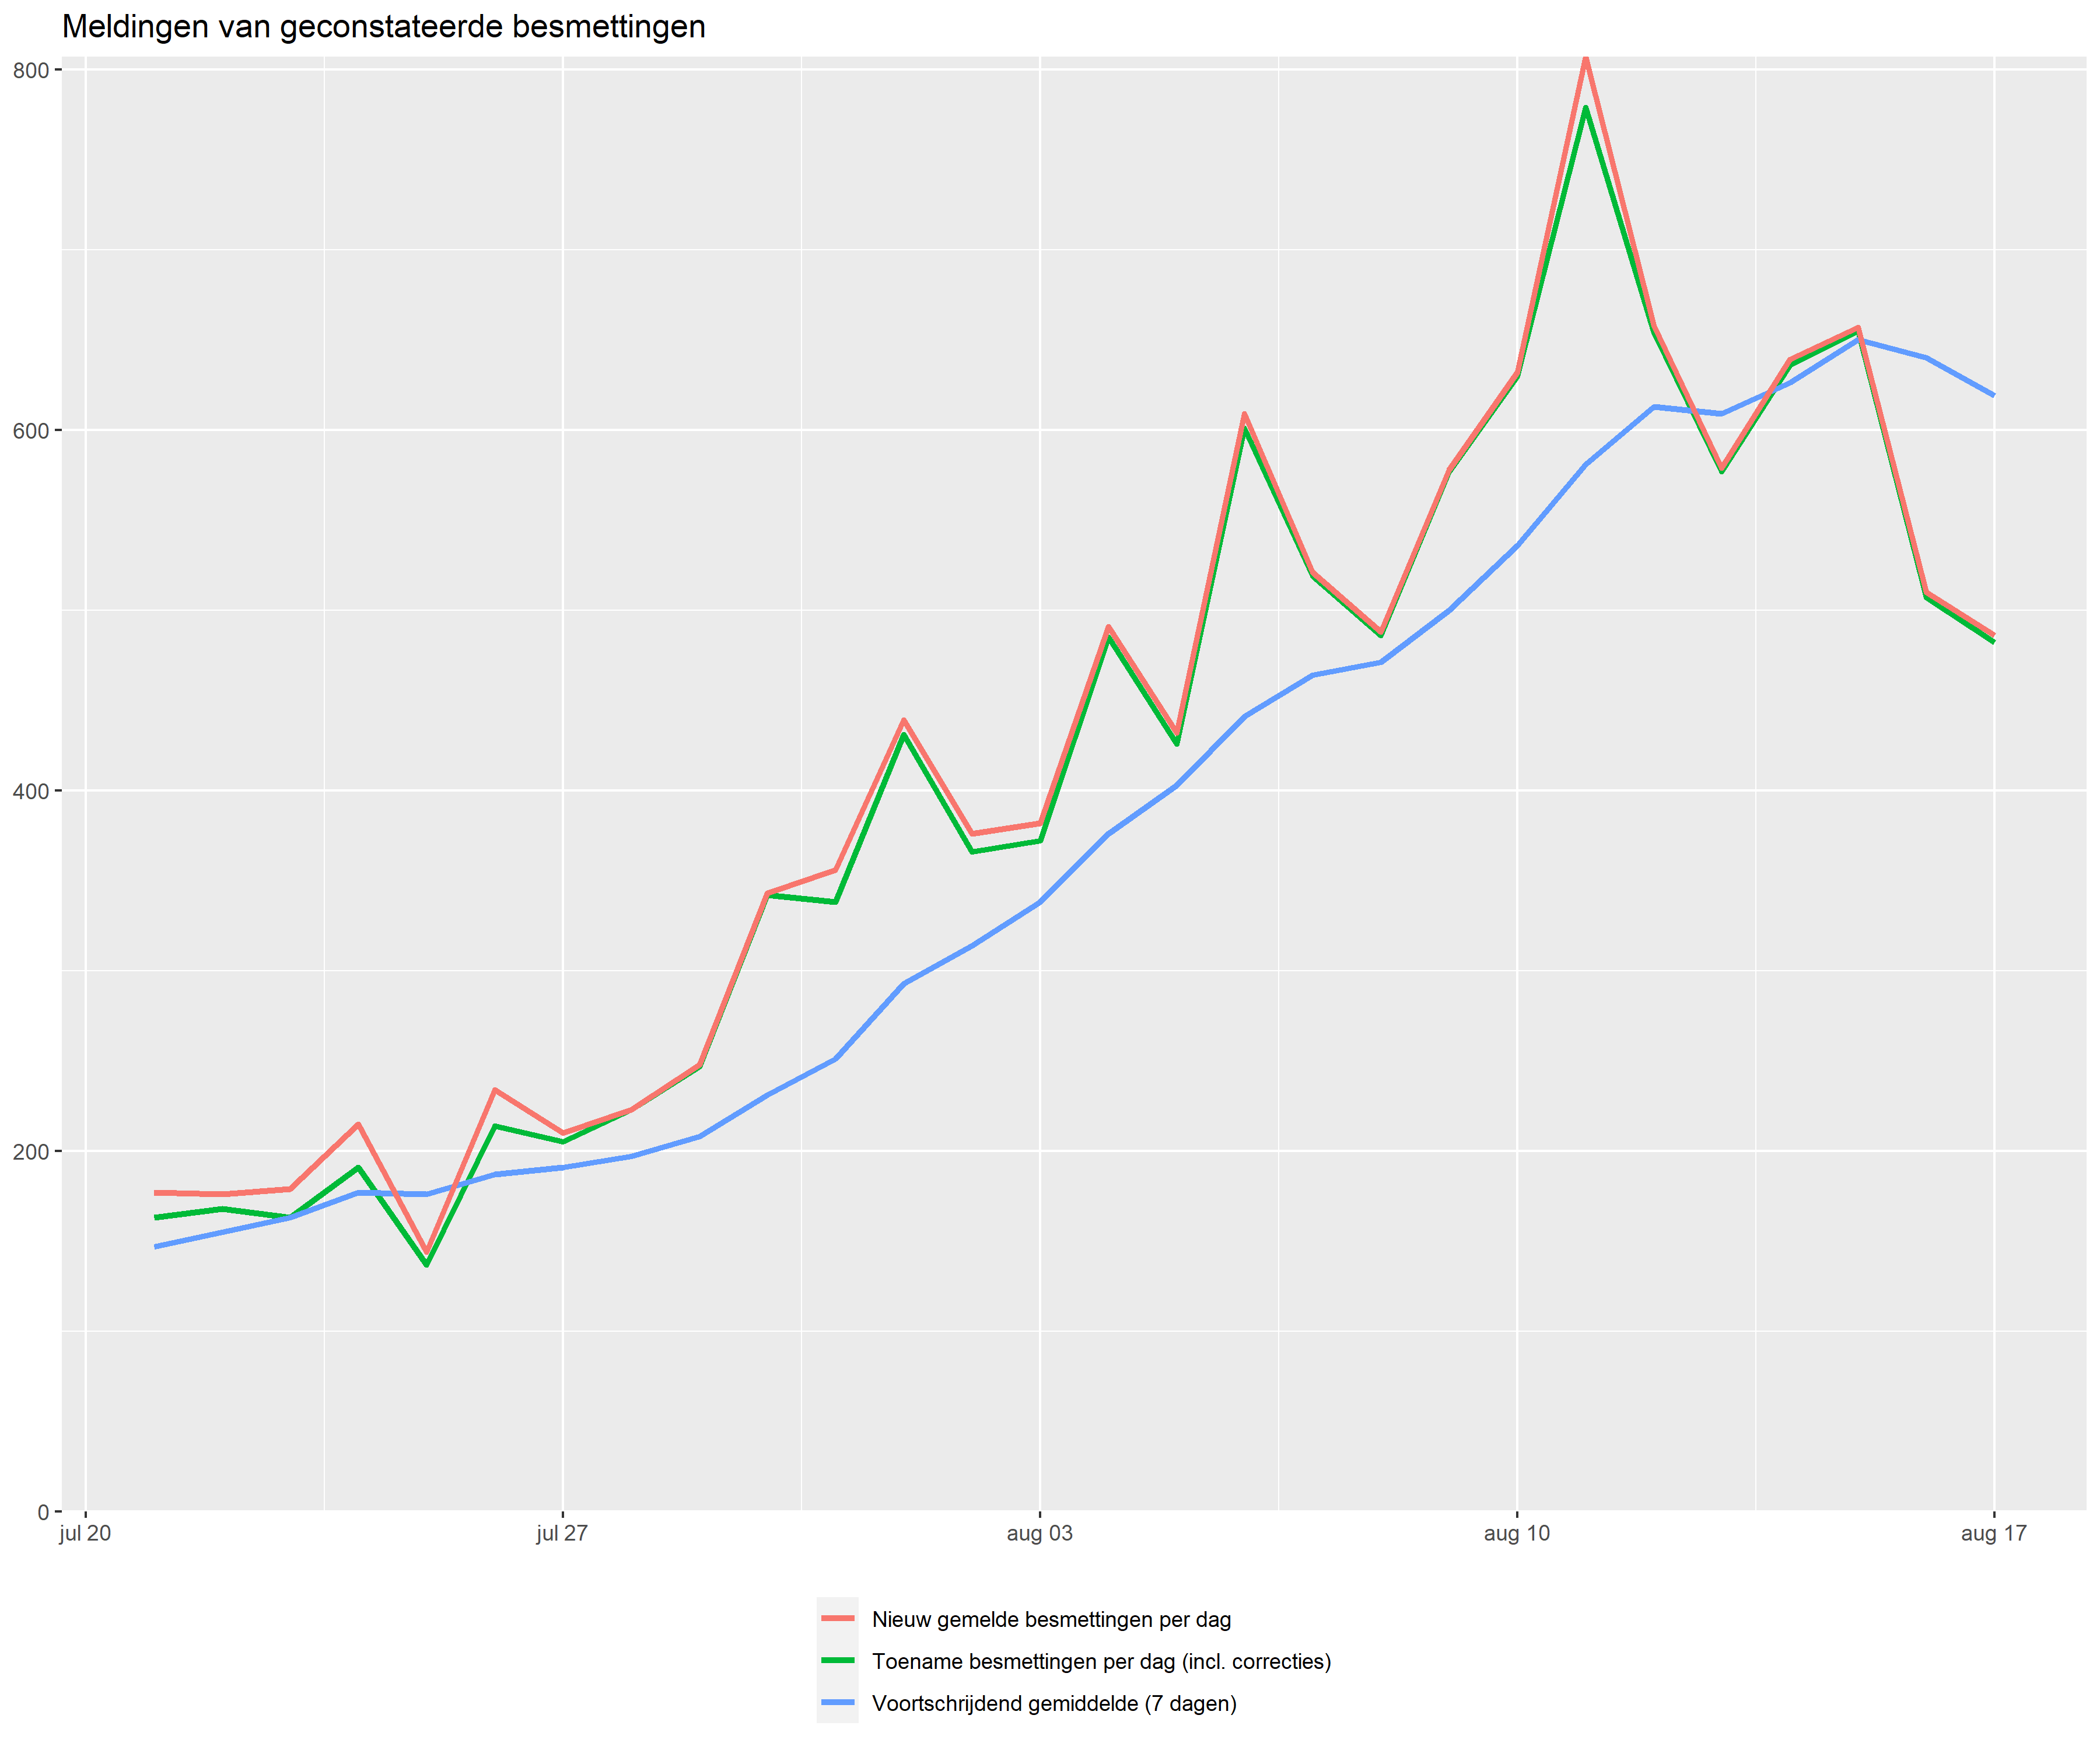 Meldingen van geconstateerde besmettingen
800
600
400
200
0
jul 20 jul 27 aug 03 aug 10 aug 17
Nieuw gemelde besmettingen per dag
Toename besmettingen per dag (incl. correcties)
Voortschrijdend gemiddelde (7 dagen)